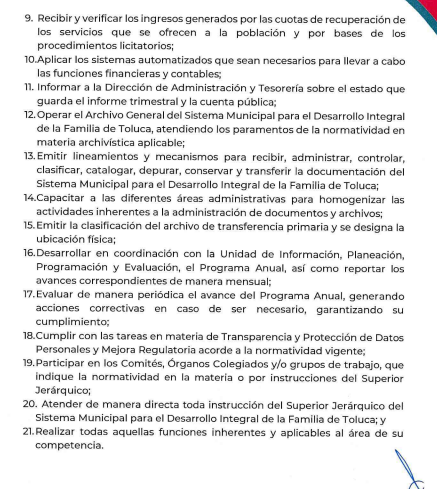 9. Recibir y verificar los ingresos generados por las cuotas de recuperación de
los servicios que se ofrecen a la población y por bases de los
procedimientos licitatorios;
10.Aplicar los sistemas automatizados que sean necesarios para llevar a cabo
las funciones financieras y contables;
11. Informar a la Dirección de Administración y Tesorería sobre el estado que
guarda el informe trimestral y la cuenta pública;
12.Operar el Archivo General del Sistema Municipal para el Desarrollo Integral
de la Familia de Toluca, atendiendo los paramentos de la normatividad en
materia archivística aplicable;
13.Emitir lineamientos y mecanismos para recibir, administrar, controlar,
clasificar, catalogar, depurar, conservar y transferir la documentación del
Sistema Municipal para el Desarrollo Integral de la Familia de Toluca;
14.Capacitar a las diferentes áreas administrativas para homogenizar las
actividades inherentes a la administración de documentos y archivos;
15.Emitir la clasificación del archivo de transferencia primaria y se designa la
ubicación física;
16.Desarrollar en coordinación con la Unidad de Información, Planeación,
Programación y Evaluación, el Programa Anual, así como reportar los
avances correspondientes de manera mensual;
17.Evaluar de manera periódica el avance del Programa Anual, generando
acciones correctivas en caso de ser necesario, garantizando su
cumplimiento;
18.Cumplir con las tareas en materia de Transparencia y Protección de Datos
Personales y Mejora Regulatoria acorde a la normatividad vigente;
19.Participar en los Comités, Órganos Colegiados y/o grupos de trabajo, que
indique la normatividad en la materia o por instrucciones del Superior
Jerárquico;
20. Atender de manera directa toda instrucción del Superior Jerárquico del
Sistema Municipal para el Desarrollo Integral de la Familia de Toluca; y
21.Realizar todas aquellas funciones inherentes y aplicables al área de su
competencia.